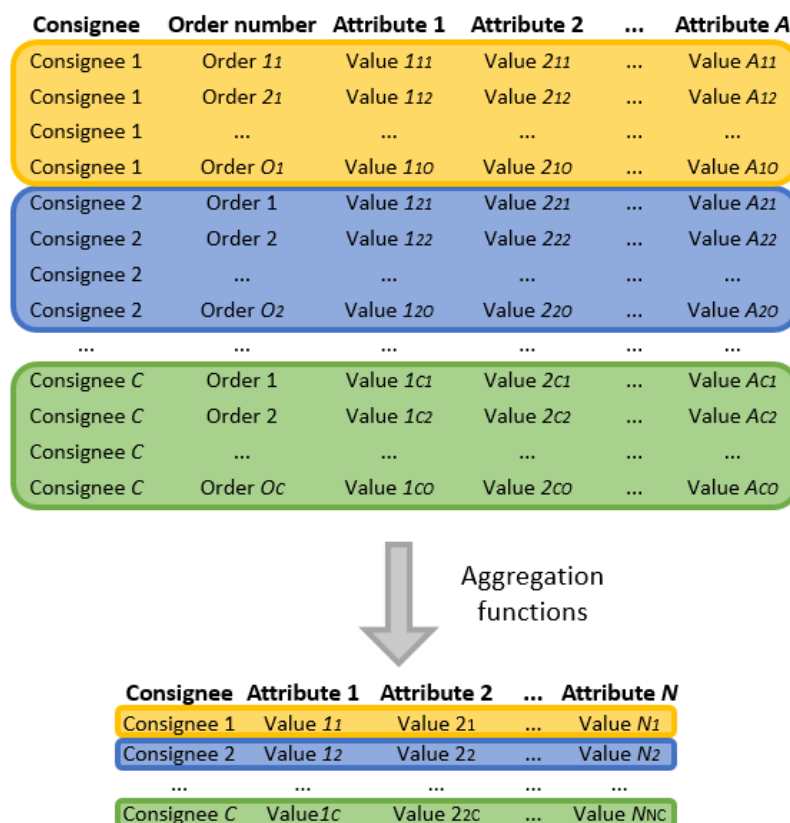 Consignee Order number Attribute 1 Attribute 2 ... Attribute A
Consignee 1 Order 11 Value 111 Value 211 ... Value A11
Consignee 1 Order 21 Value 112 Value 212 ... Value A12
Consignee 1 ... ... ... ... ...
Consignee 1 Order O1 Value 11O Value 21O ... Value A1O
Consignee 2 Order 1 Value 121 Value 221 ... Value A21
Consignee 2 Order 2 Value 122 Value 222 ... Value A22
Consignee 2 ... ... ... ... ...
Consignee 2 Order O2 Value 12O Value 22O ... Value A2O
... ... ... ... ... ...
Consignee C Order 1 Value 1C1 Value 2C1 ... Value AC1
Consignee C Order 2 Value 1C2 Value 2C2 ... Value AC2
Consignee C ... ... ... ... ...
Consignee C Order OC Value 1CO Value 2CO ... Value ACO
Aggregation
functions
Consignee Attribute 1 Attribute 2 ... Attribute N
Consignee 1 Value 11 Value 21 ... Value N1
Consignee 2 Value 12 Value 22 ... Value N2
... ... ... ... ...
Consignee C Value1C Value 22C ... Value NNC